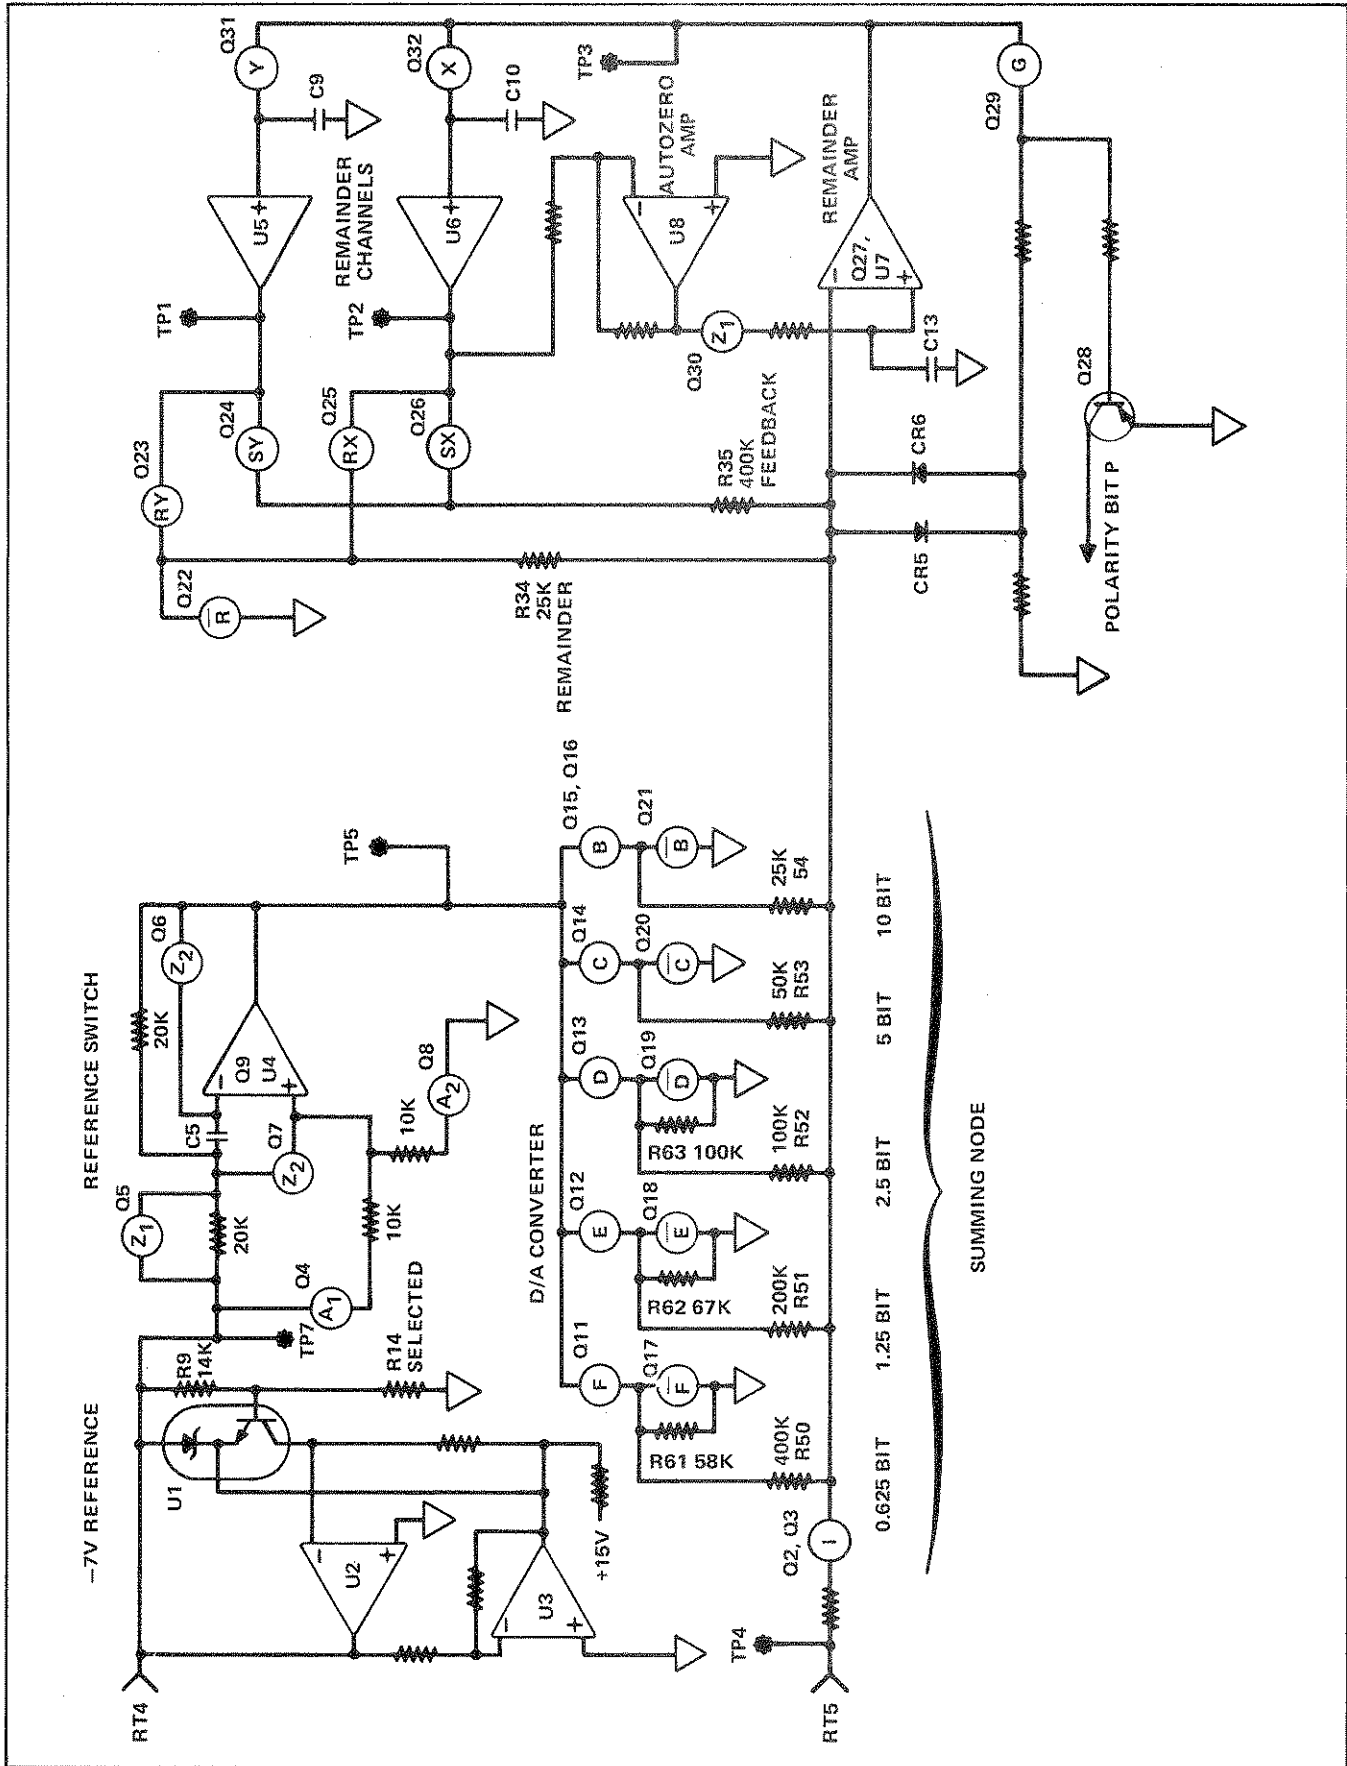 –7V REFERENCE
REFERENCE SWITCH
RT4
U1
R9
14K
TP7
R14
SELECTED
U2
U3
+15V
Q5
Z1
20K
Q4
A1
10K
C5
Q7
Z2
Q9
U4
–
+
20K
Q6
Z2
10K
Q8
A2
TP5
D/A CONVERTER
Q11
F
Q17
F
R61 58K
400K
R50
Q12
E
Q18
E
R62 67K
200K
R51
Q13
D
Q19
D
R63 100K
100K
R52
Q14
C
Q20
C
50K
R53
Q15, Q16
B
Q21
B
25K
54
TP4
RT5
Q2, Q3
I
0.625 BIT
1.25 BIT
2.5 BIT
5 BIT
10 BIT
SUMMING NODE
Q22
R
Q23
RY
Q24
SY
Q25
RX
Q26
SX
R34
25K
REMAINDER
R35
400K
FEEDBACK
TP1
TP2
U5
+
U6
+
REMAINDER
CHANNELS
Q31
Y
C9
Q32
X
C10
TP3
AUTOZERO
AMP
U8
–
+
Q30
Z1
REMAINDER
AMP
Q27,
U7
–
+
C13
CR5
CR6
Q29
G
Q28
POLARITY BIT P